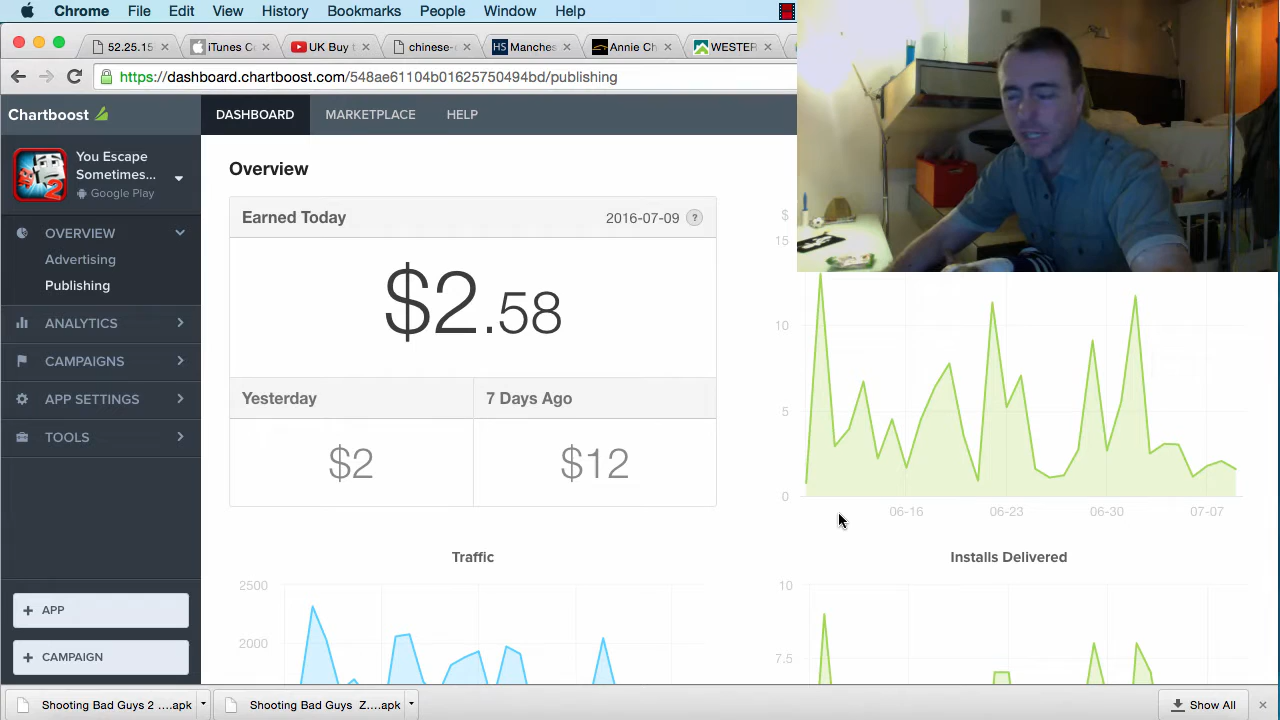 Chrome File Edit View History Bookmarks People Window Help
52.25.15 iTunes C UK Buy t chinese- HS Manches Annie Ch WESTER
https://dashboard.chartboost.com/548ae61104b01625750494bd/publishing
Chartboost DASHBOARD MARKETPLACE HELP
You Escape
Sometimes...
Google Play
2
OVERVIEW
Advertising
Publishing
ANALYTICS
CAMPAIGNS
APP SETTINGS
TOOLS
+ APP
+ CAMPAIGN
Overview
Earned Today 2016-07-09 ?
$2.58
Yesterday 7 Days Ago
$2 $12
$
15
10
5
0
06-16 06-23 06-30 07-07
Traffic
2500
2000
Installs Delivered
10
7.5
Shooting Bad Guys 2 ....apk Shooting Bad Guys Z....apk Show All